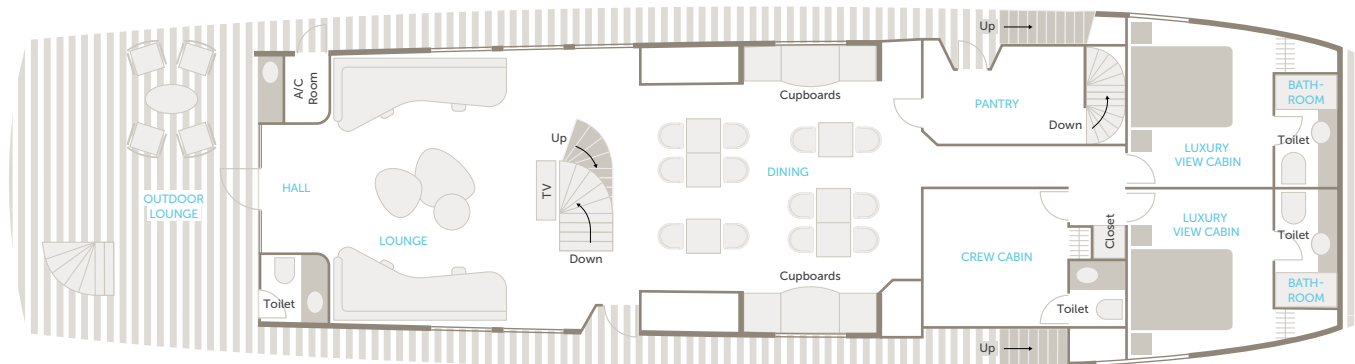 Up
A/C
Room
Cupboards
PANTRY
Down
BATH-
ROOM
Toilet
LUXURY
VIEW CABIN
Up
DINING
TV
HALL
OUTDOOR
LOUNGE
LOUNGE
Down
Closet
LUXURY
VIEW CABIN
Toilet
CREW CABIN
Cupboards
Toilet
Toilet
BATH-
ROOM
Up